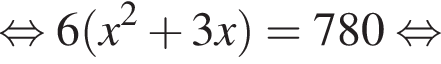 ⇔ 6(x² + 3x) = 780 ⇔